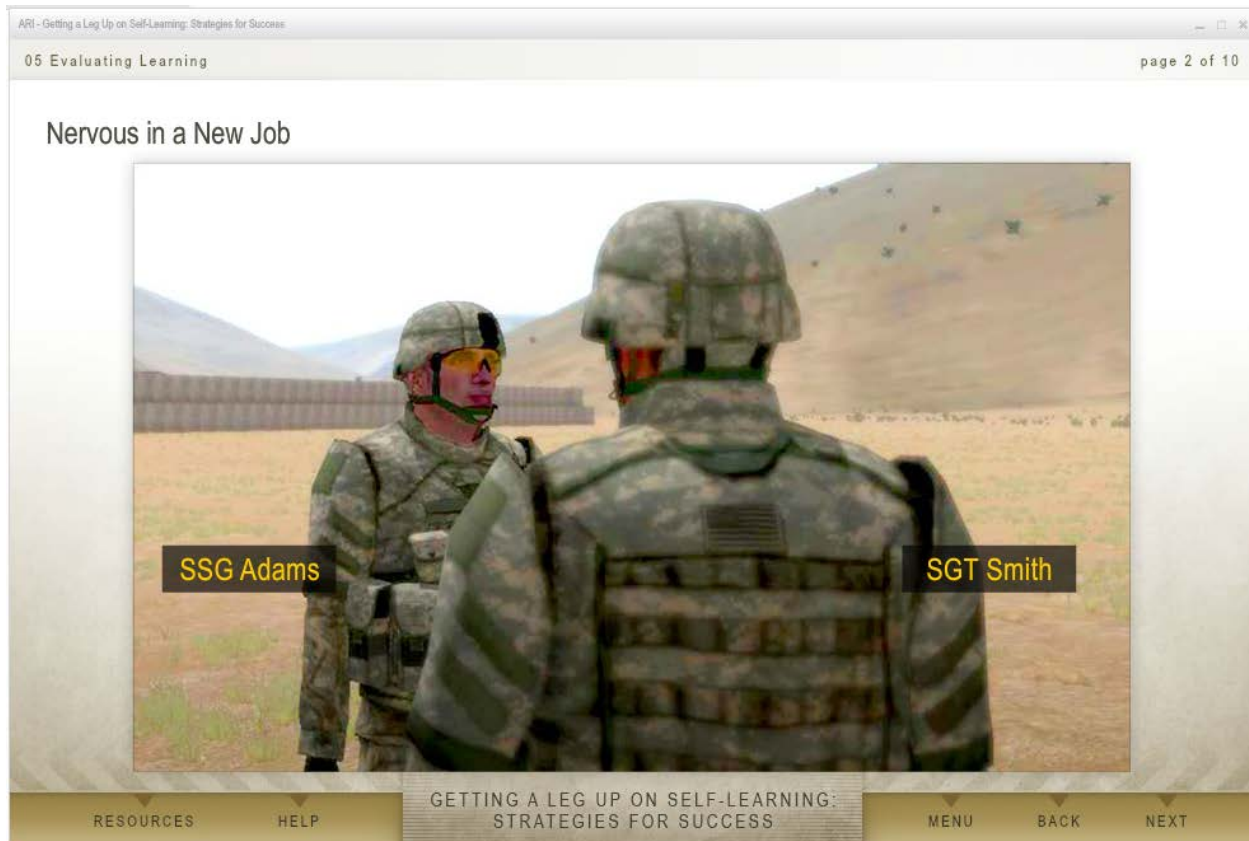 ARI - Getting a Leg Up on Self-Learning: Strategies for Success
05 Evaluating Learning
page 2 of 10
Nervous in a New Job
SSG Adams
SGT Smith
RESOURCES
HELP
GETTING A LEG UP ON SELF-LEARNING:
STRATEGIES FOR SUCCESS
MENU
BACK
NEXT